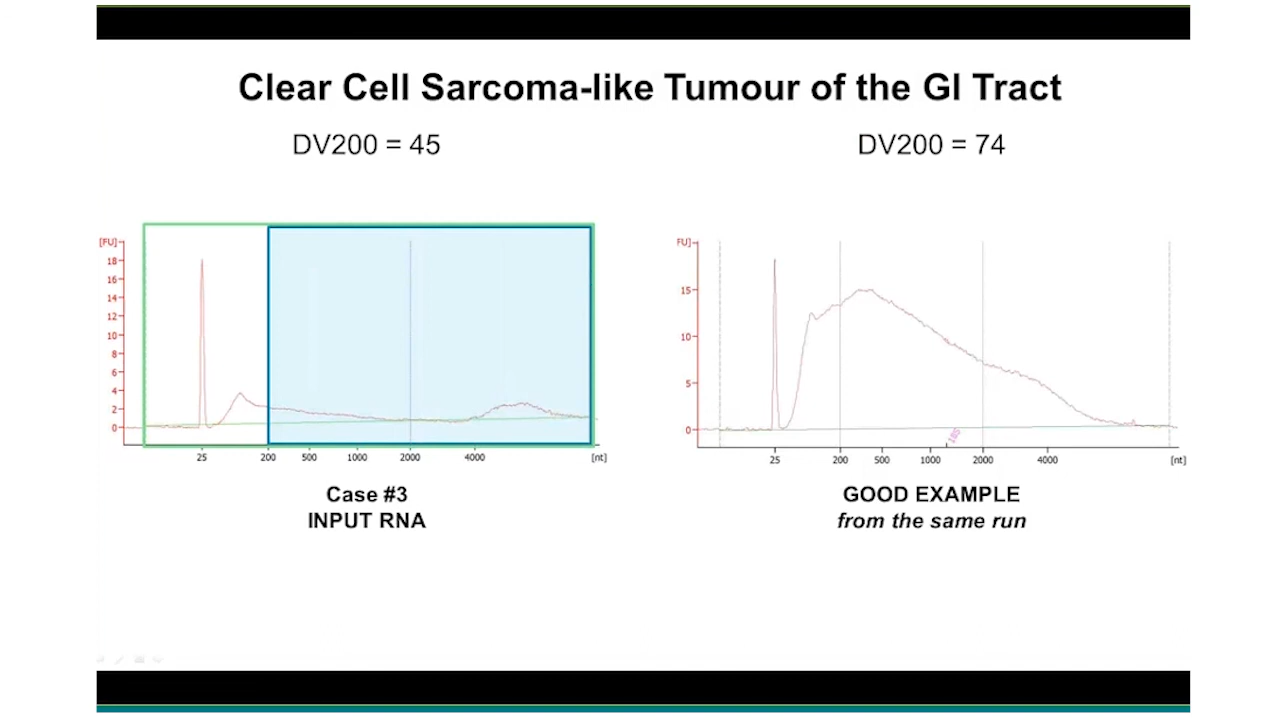 Clear Cell Sarcoma-like Tumour of the GI Tract
DV200 = 45
DV200 = 74
[FU]
18
16
14
12
10
8
6
4
2
0
25 200 500 1000 2000 4000 [nt]
FU]
15
10
5
0
18S
25 200 500 1000 2000 4000 [nt]
Case #3
INPUT RNA
GOOD EXAMPLE
from the same run